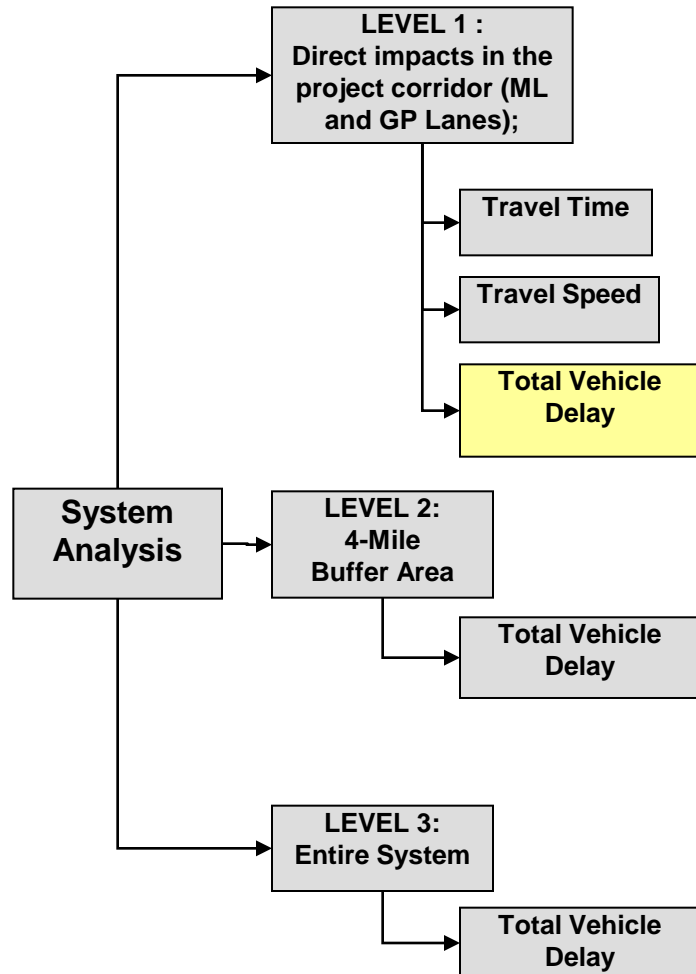 LEVEL 1 :
Direct impacts in the
project corridor (ML
and GP Lanes);
Travel Time
Travel Speed
Total Vehicle
Delay
System
Analysis
LEVEL 2:
4-Mile
Buffer Area
Total Vehicle
Delay
LEVEL 3:
Entire System
Total Vehicle
Delay